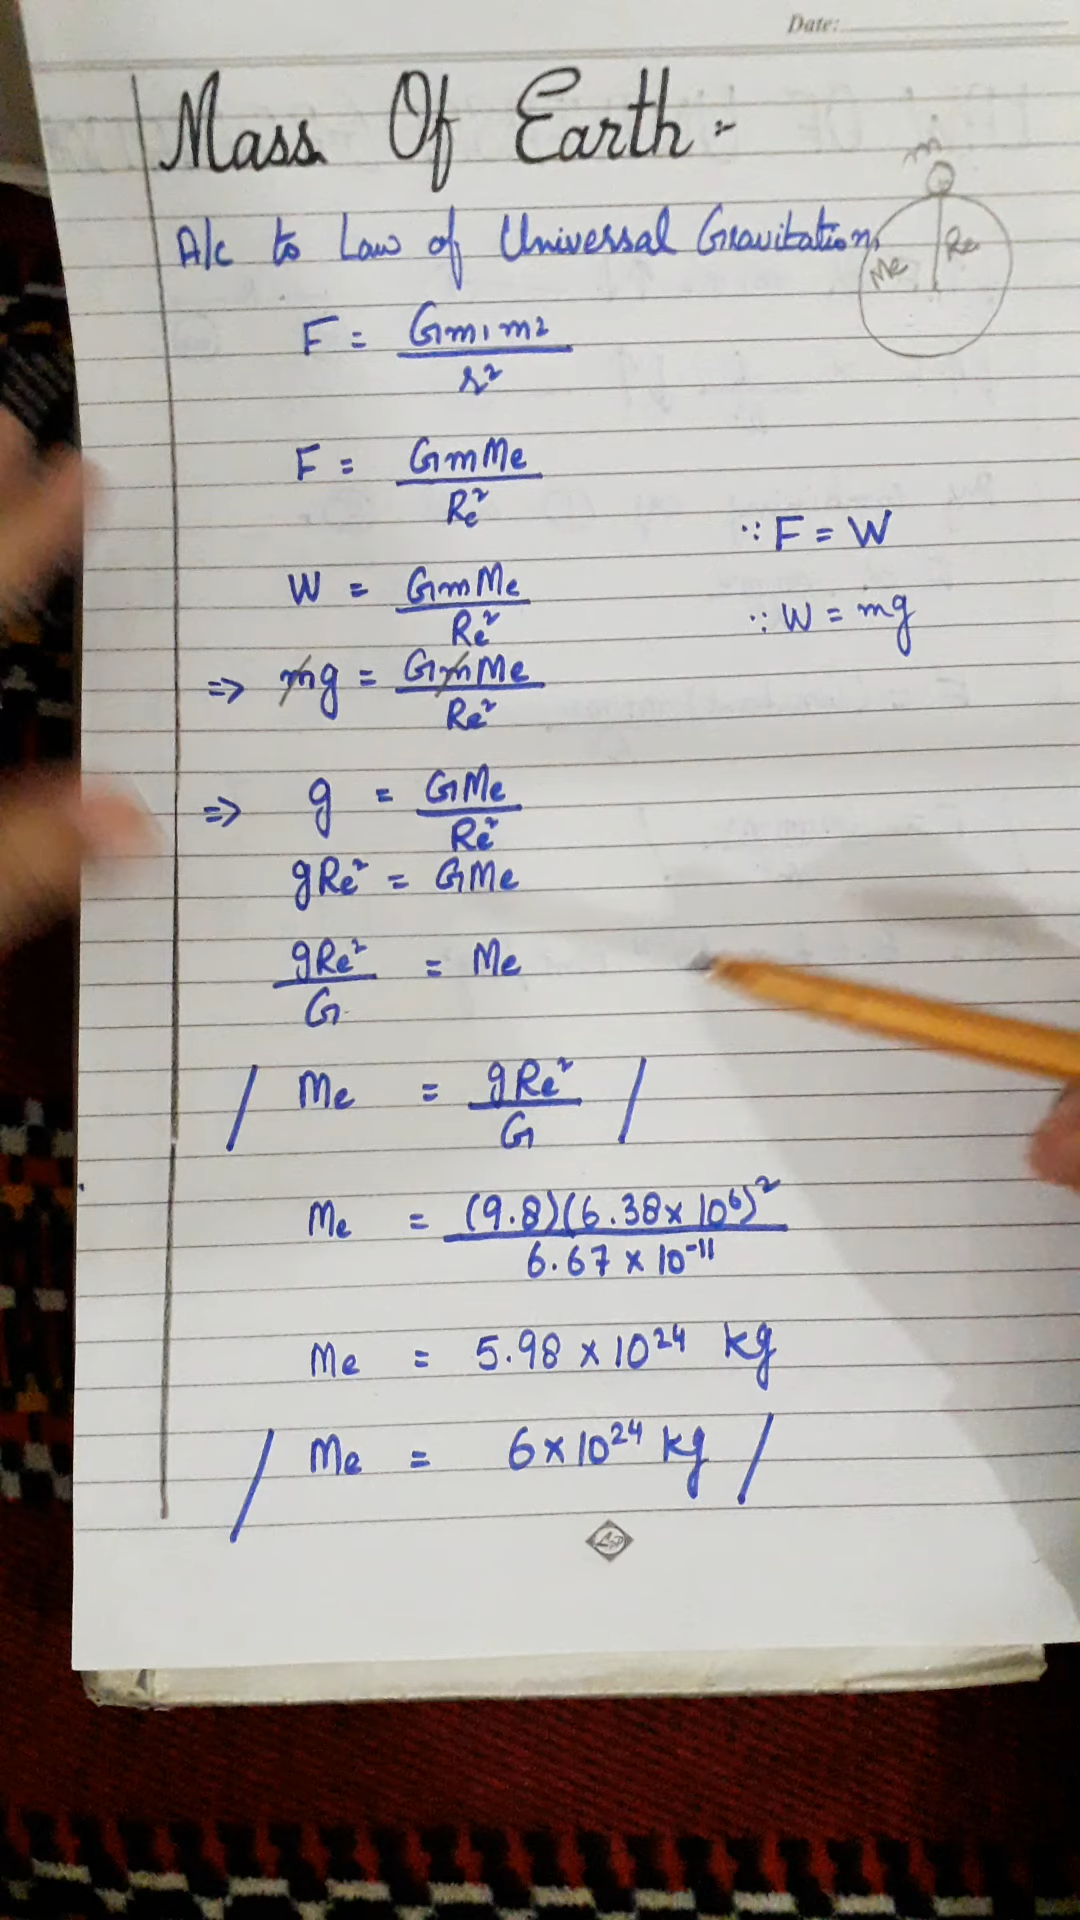 Date:
Mass Of Earth:-
m
A/c to Law of Universal Gravitation,
Me Re
F = Gm₁m₂ / r²
F = GmMe / Re²
∵ F = W
W = GmMe / Re²
∵ W = mg
=> mg = GmMe / Re²
=> g = GMe / Re²
gRe² = GMe
gRe² / G = Me
/ Me = gRe² / G /
Me = (9.8)(6.38 x 10⁶)² / 6.67 x 10⁻¹¹
Me = 5.98 x 10²⁴ kg
/ Me = 6 x 10²⁴ kg /